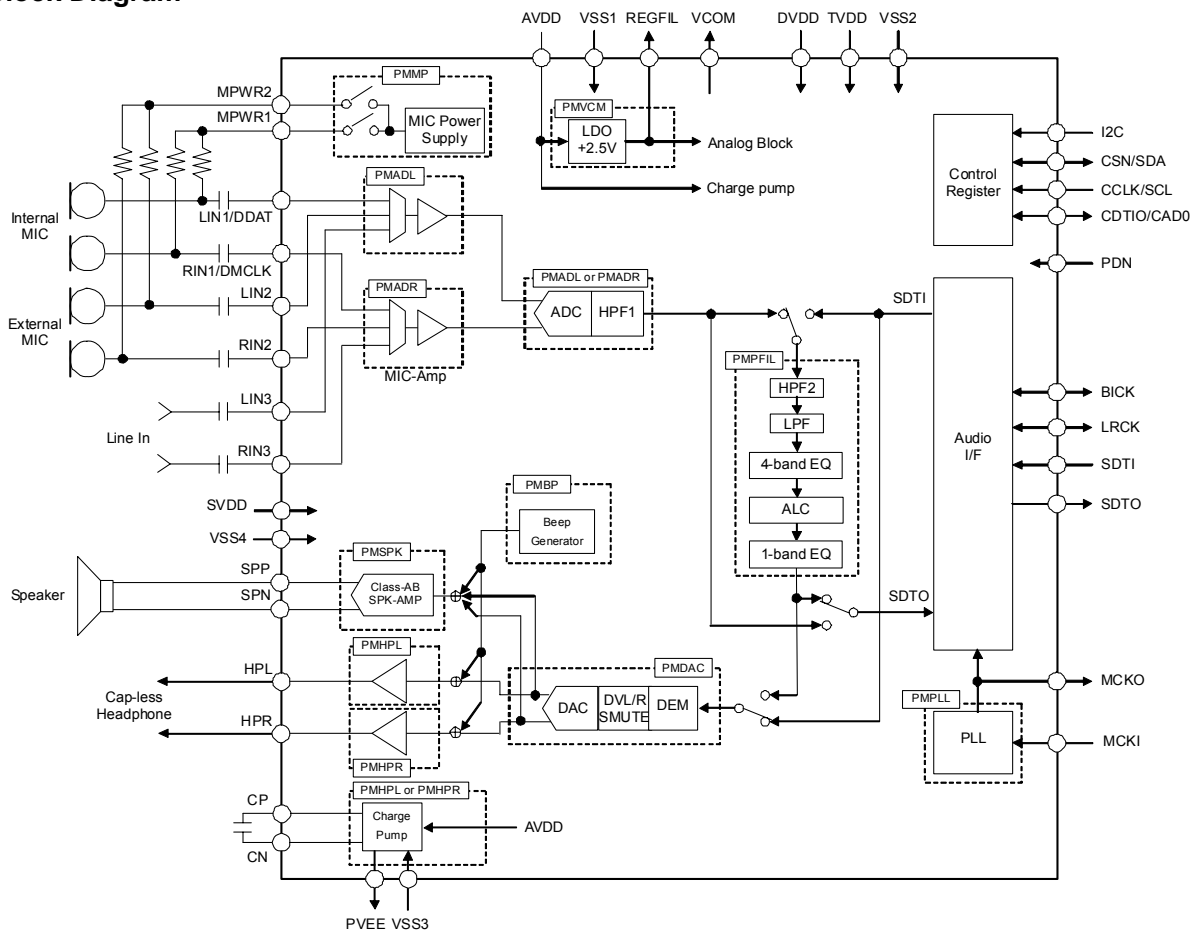 AVDD VSS1 REGFIL VCOM DVDD TVDD VSS2
PMMP
MPWR2
MPWR1
MIC Power
Supply
PMVCM
LDO
+2.5V
Analog Block
Charge pump
Control
Register
I2C
CSN/SDA
CCLK/SCL
CDTIO/CAD0
PDN
Internal
MIC
LIN1/DDAT
RIN1/DMCLK
External
MIC
LIN2
RIN2
PMADL
PMADR
MIC-Amp
PMADL or PMADR
ADC HPF1
SDTI
PMPFIL
HPF2
LPF
4-band EQ
ALC
1-band EQ
SDTO
Audio
I/F
BICK
LRCK
SDTI
SDTO
Line In
LIN3
RIN3
SVDD
VSS4
PMBP
Beep
Generator
Speaker
SPP
SPN
PMSPK
Class-AB
SPK-AMP
Cap-less
Headphone
HPL
HPR
PMHPL
PMHPR
PMDAC
DAC
DVL/R
SMUTE
DEM
PMPLL
PLL
MCKO
MCKI
PMHPL or PMHPR
CP
CN
Charge
Pump
AVDD
PVEE VSS3